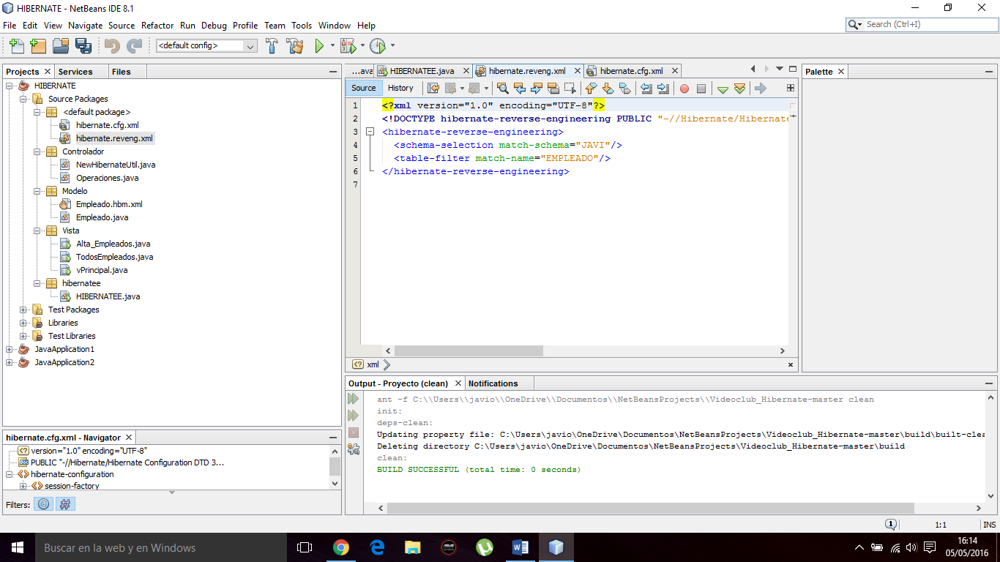 HIBERNATE - NetBeans IDE 8.1
File Edit View Navigate Source Refactor Run Debug Profile Team Tools Window Help
Search (Ctrl+I)
<default config>
Projects Services Files
HIBERNATE
Source Packages
<default package>
hibernate.cfg.xml
hibernate.reveng.xml
Controlador
NewHibernateUtil.java
Operaciones.java
Modelo
Empleado.hbm.xml
Empleado.java
Vista
Alta_Empleados.java
TodosEmpleados.java
vPrincipal.java
hibernatee
HIBERNATEE.java
Test Packages
Libraries
Test Libraries
JavaApplication1
JavaApplication2
hibernate.cfg.xml - Navigator
version="1.0" encoding="UTF-8"
PUBLIC "-//Hibernate/Hibernate Configuration DTD 3...
hibernate-configuration
session-factory
Filters:
...ava HIBERNATEE.java hibernate.reveng.xml hibernate.cfg.xml
Source History
1 <?xml version="1.0" encoding="UTF-8"?>
2 <!DOCTYPE hibernate-reverse-engineering PUBLIC "-//Hibernate/Hibernate
3 <hibernate-reverse-engineering>
4 <schema-selection match-schema="JAVI"/>
5 <table-filter match-name="EMPLEADO"/>
6 </hibernate-reverse-engineering>
7
xml
Palette
Output - Proyecto (clean) Notifications
ant -f C:\\Users\\javio\\OneDrive\\Documentos\\NetBeansProjects\\Videoclub_Hibernate-master clean
init:
deps-clean:
Updating property file: C:\Users\javio\OneDrive\Documentos\NetBeansProjects\Videoclub_Hibernate-master\build\built-clea
Deleting directory C:\Users\javio\OneDrive\Documentos\NetBeansProjects\Videoclub_Hibernate-master\build
clean:
BUILD SUCCESSFUL (total time: 0 seconds)
1
1:1 INS
Buscar en la web y en Windows
16:14
05/05/2016